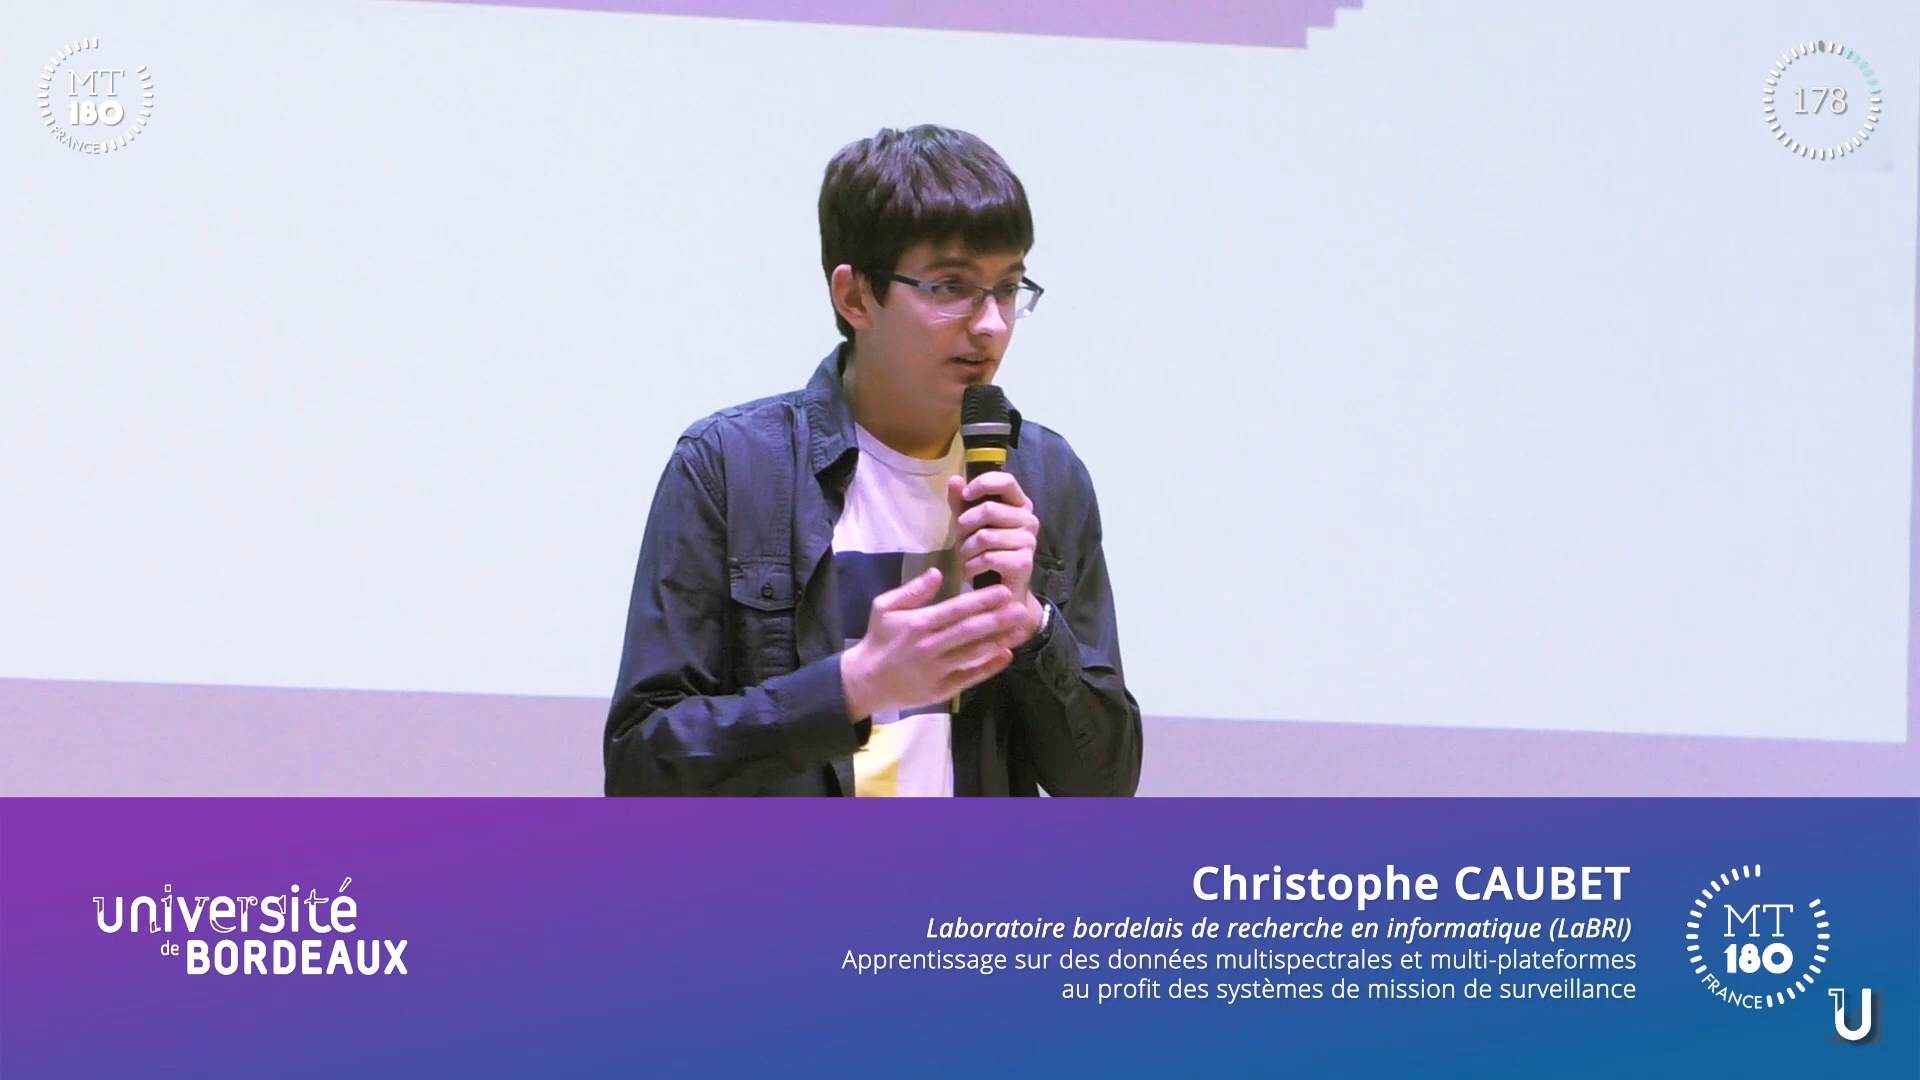 MT
180
FRANCE
178
université
de BORDEAUX
Christophe CAUBET
Laboratoire bordelais de recherche en informatique (LaBRI)
Apprentissage sur des données multispectrales et multi-plateformes
au profit des systèmes de mission de surveillance
MT
180
FRANCE
U